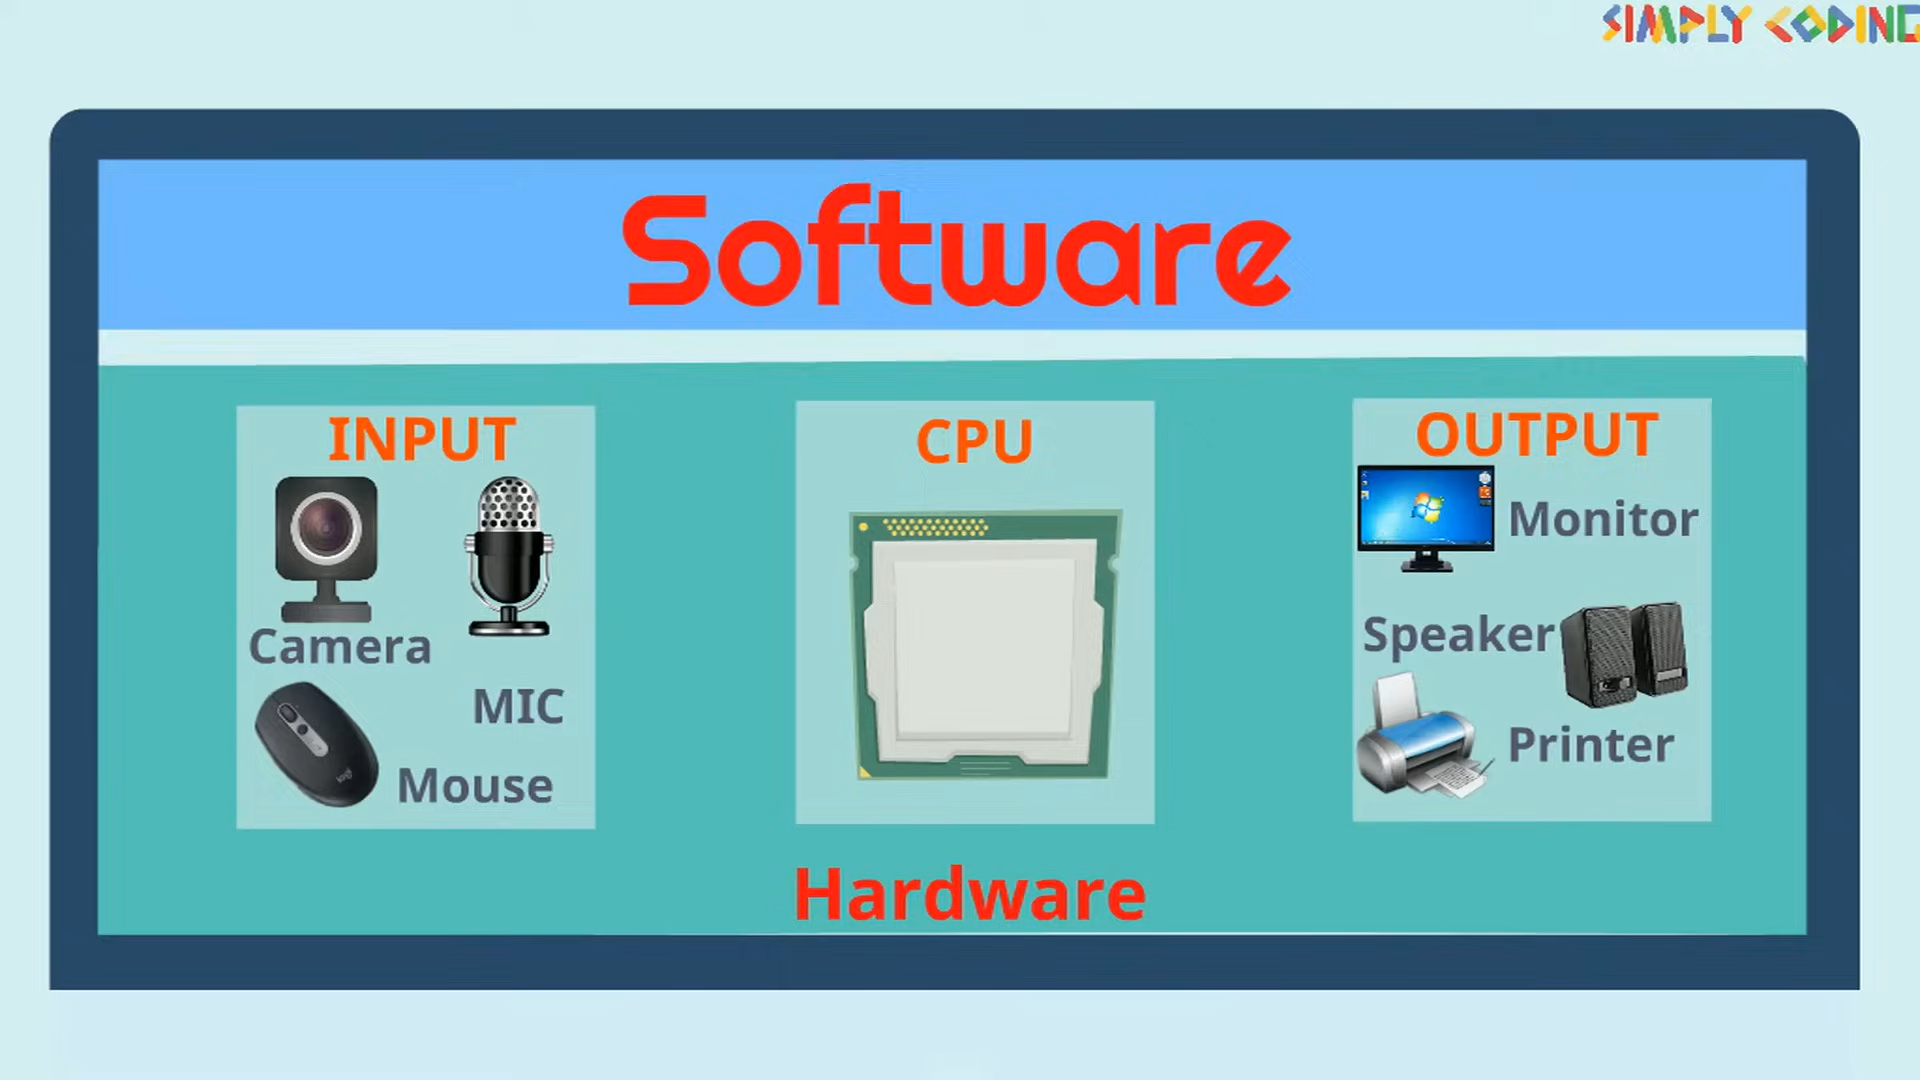 SIMPLY CODING
Software
INPUT
Camera
MIC
Mouse
CPU
OUTPUT
Monitor
Speaker
Printer
Hardware